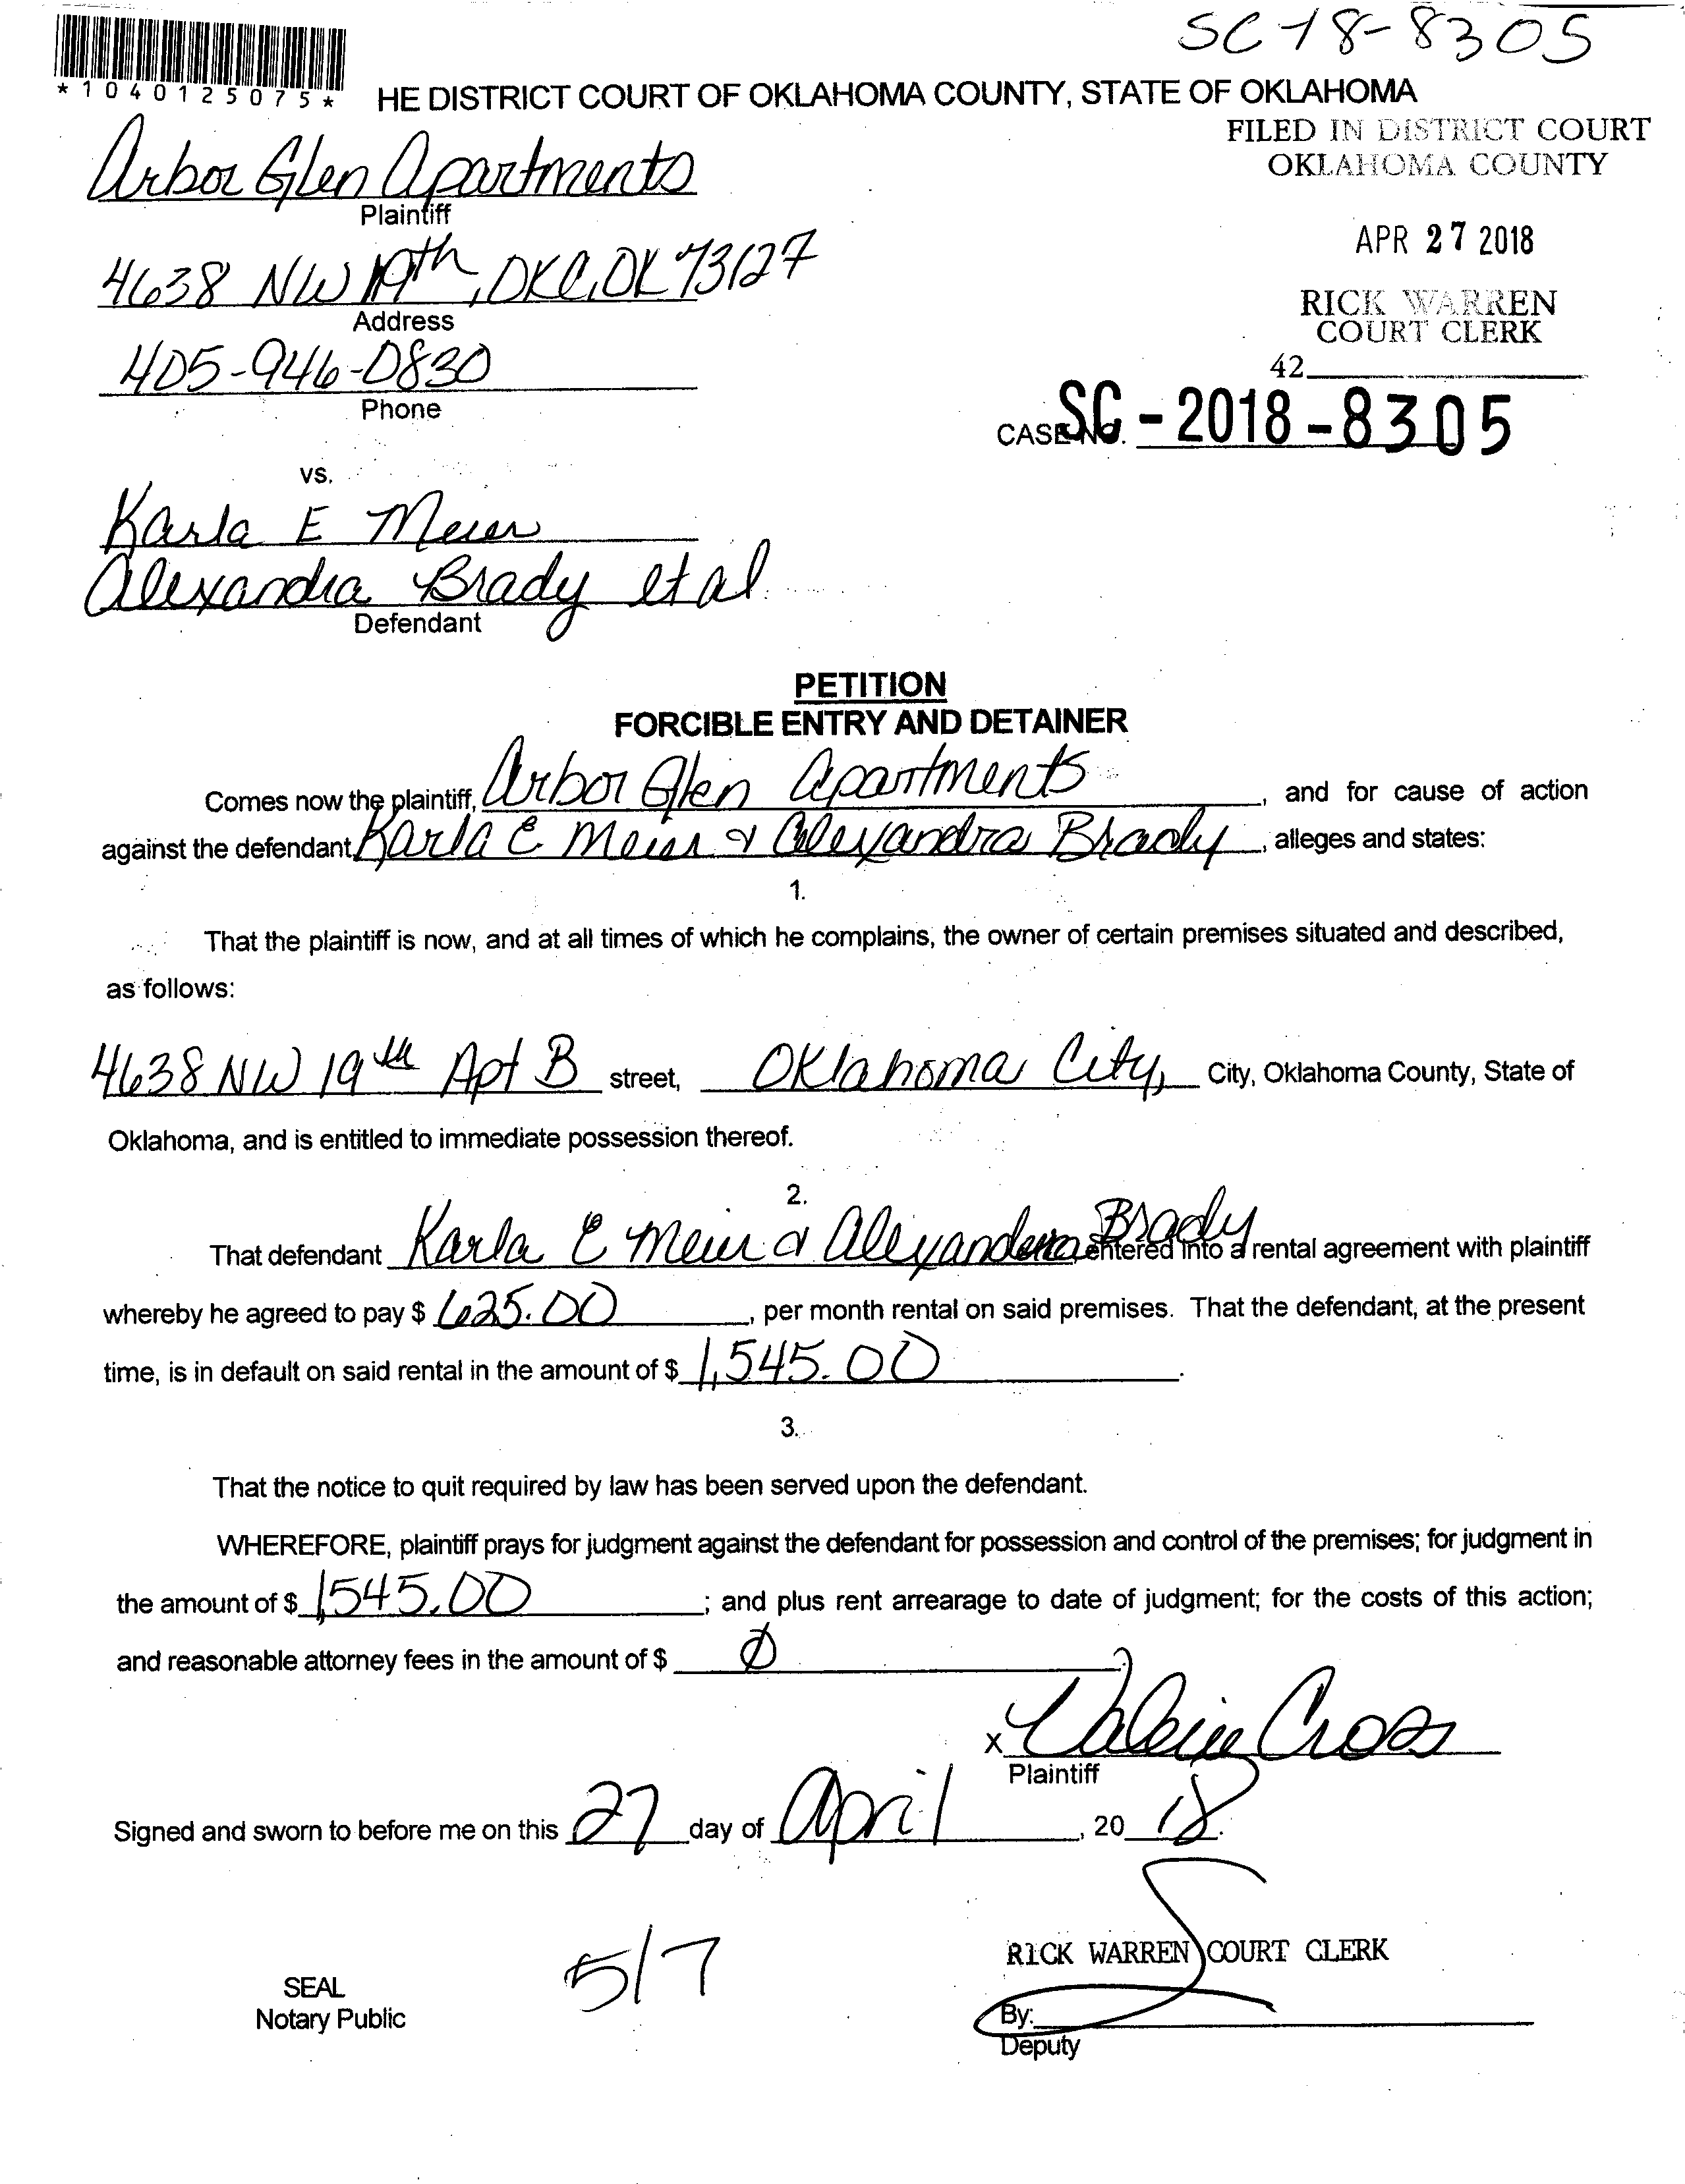 SC-18-8305
*1040125075*
HE DISTRICT COURT OF OKLAHOMA COUNTY, STATE OF OKLAHOMA
FILED IN DISTRICT COURT
OKLAHOMA COUNTY
Arbor Glen Apartments
Plaintiff
APR 27 2018
4638 NW 19th, OKC, OK 73127
Address
RICK WARREN
COURT CLERK
405-946-0830
Phone
42
CASE NO. SC-2018-8305
vs.
Karla E Meier
Alexandra Brady et al
Defendant
PETITION
FORCIBLE ENTRY AND DETAINER
Comes now the plaintiff, Arbor Glen Apartments, and for cause of action
against the defendant, Karla E Meier & Alexandra Brady, alleges and states:
1.
That the plaintiff is now, and at all times of which he complains, the owner of certain premises situated and described,
as follows:
4638 NW 19th Apt B street, Oklahoma City, City, Oklahoma County, State of
Oklahoma, and is entitled to immediate possession thereof.
2.
That defendant Karla E Meier & Alexandra Brady entered into a rental agreement with plaintiff
whereby he agreed to pay $ 625.00, per month rental on said premises. That the defendant, at the present
time, is in default on said rental in the amount of $ 1,545.00.
3.
That the notice to quit required by law has been served upon the defendant.
WHEREFORE, plaintiff prays for judgment against the defendant for possession and control of the premises; for judgment in
the amount of $ 1,545.00; and plus rent arrearage to date of judgment; for the costs of this action;
and reasonable attorney fees in the amount of $ Ø.
x Valerie Cross
Plaintiff
Signed and sworn to before me on this 27 day of April, 20 18.
5/7
RICK WARREN COURT CLERK
SEAL
Notary Public
By:
Deputy